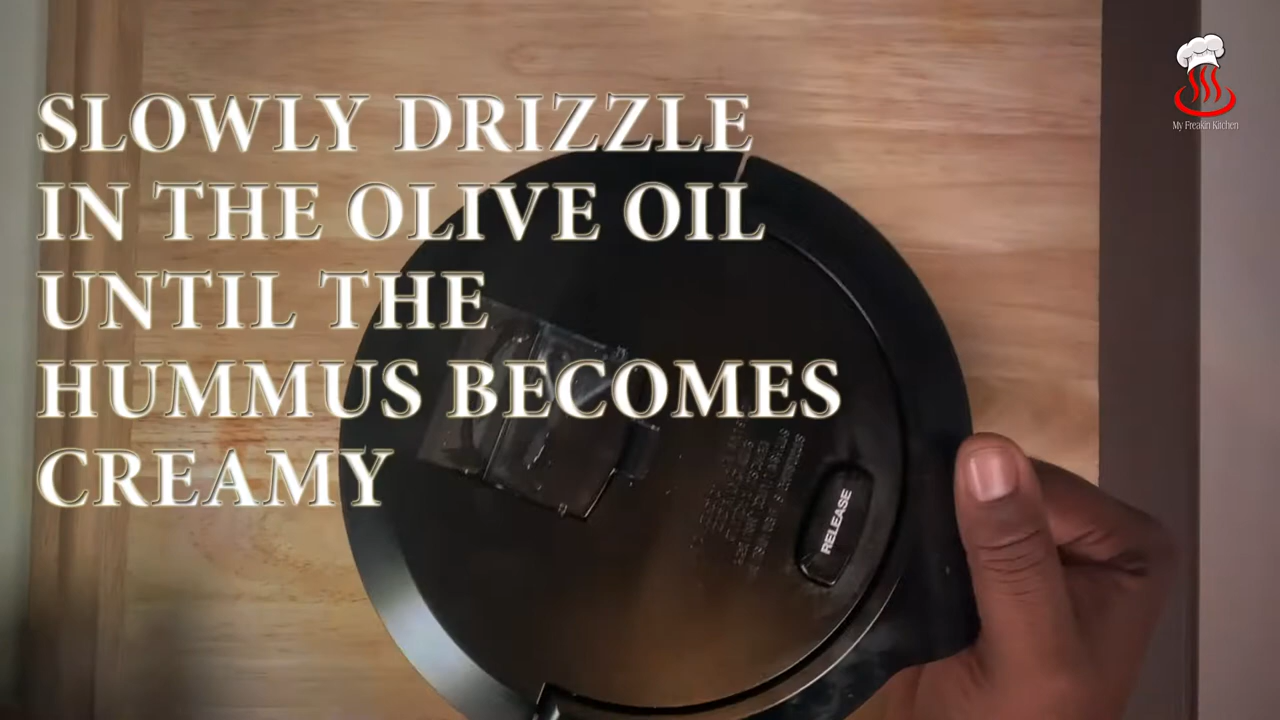 SLOWLY DRIZZLE
IN THE OLIVE OIL
UNTIL THE
HUMMUS BECOMES
CREAMY
My Freakin Kitchen
RELEASE